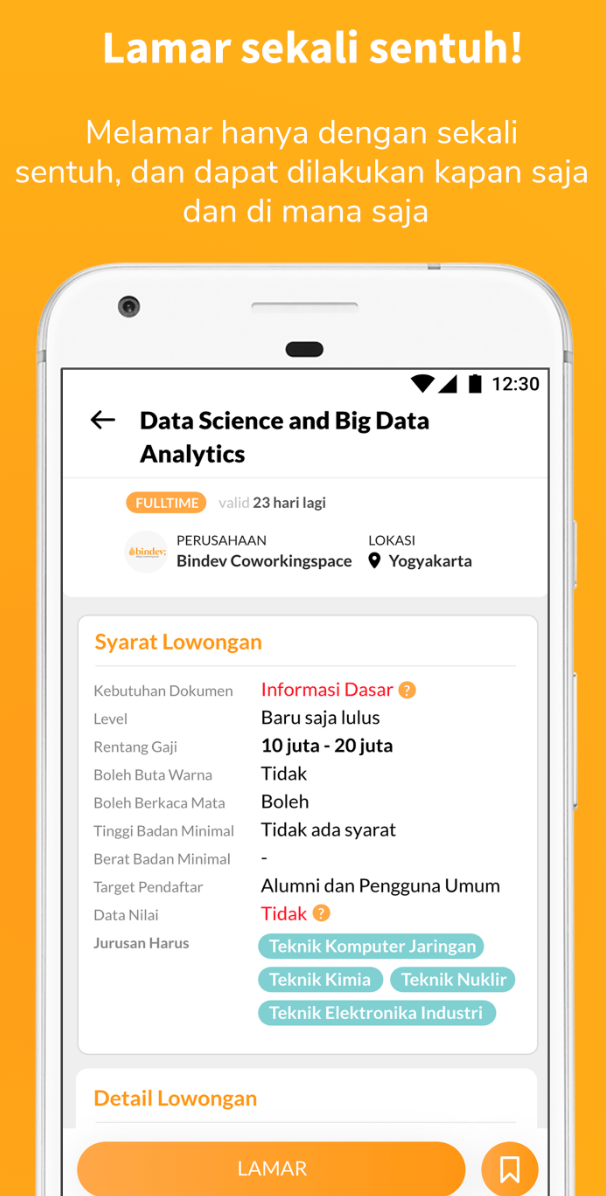 Lamar sekali sentuh!
Melamar hanya dengan sekali
sentuh, dan dapat dilakukan kapan saja
dan di mana saja
12:30
Data Science and Big Data
Analytics
FULLTIME valid 23 hari lagi
PERUSAHAAN LOKASI
bindev;
Bindev Coworkingspace Yogyakarta
Syarat Lowongan
Kebutuhan Dokumen Informasi Dasar ?
Level Baru saja lulus
Rentang Gaji 10 juta - 20 juta
Boleh Buta Warna Tidak
Boleh Berkaca Mata Boleh
Tinggi Badan Minimal Tidak ada syarat
Berat Badan Minimal -
Target Pendaftar Alumni dan Pengguna Umum
Data Nilai Tidak ?
Jurusan Harus Teknik Komputer Jaringan
Teknik Kimia Teknik Nuklir
Teknik Elektronika Industri
Detail Lowongan
LAMAR